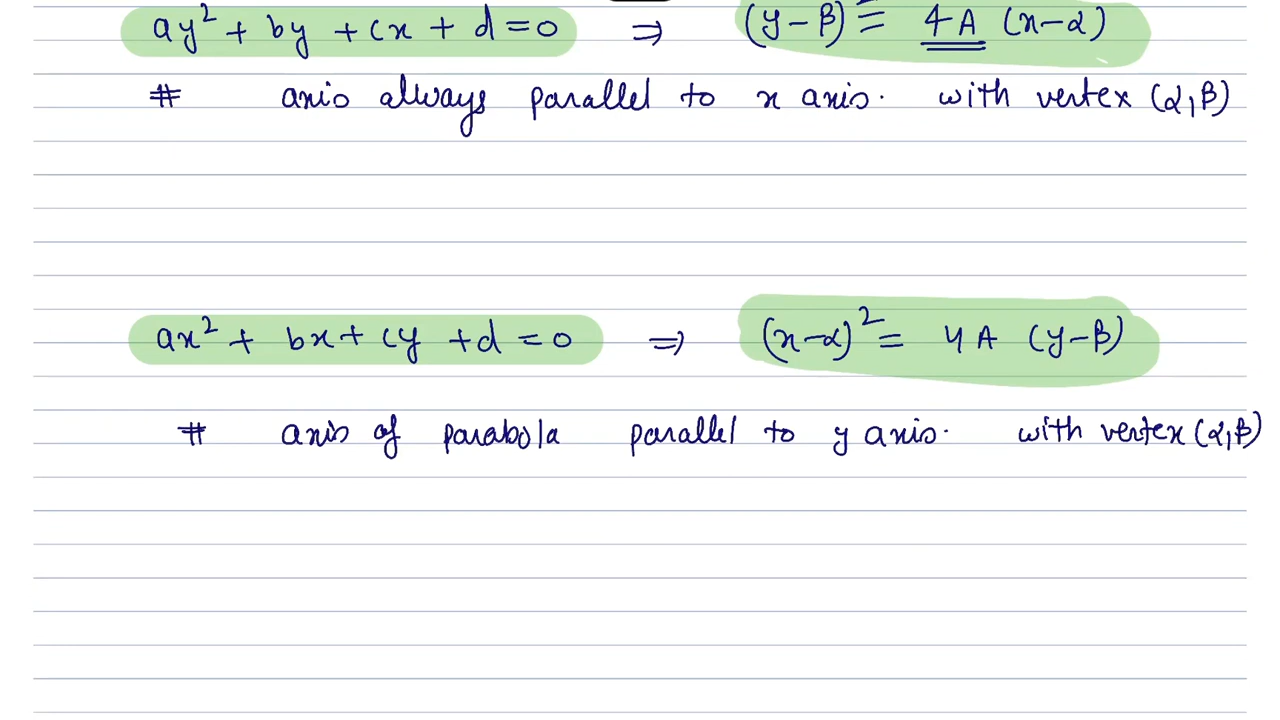 ay² + by + cx + d = 0 ⇒ (y-β)² = 4A (x-α)
# axis always parallel to x axis. with vertex (α,β)
ax² + bx + cy + d = 0 ⇒ (x-α)² = 4A (y-β)
# axis of parabola parallel to y axis. with vertex (α,β)